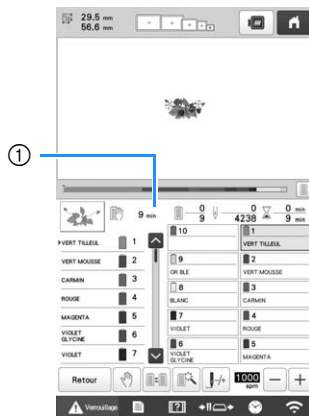 29.5 mm
56.6 mm
①
9 min
0
9
0
4238
0 min
9 min
VERT TILLEUL 1
VERT MOUSSE 2
CARMIN 3
ROUGE 4
MAGENTA 5
VIOLET GLYCINE 6
VIOLET 7
10
1
VERT TILLEUL
9
OR BLE
2
VERT MOUSSE
8
BLANC
3
CARMIN
7
VIOLET
4
ROUGE
6
VIOLET GLYCINE
5
MAGENTA
Retour
1000 spm
− +
Verrouillage